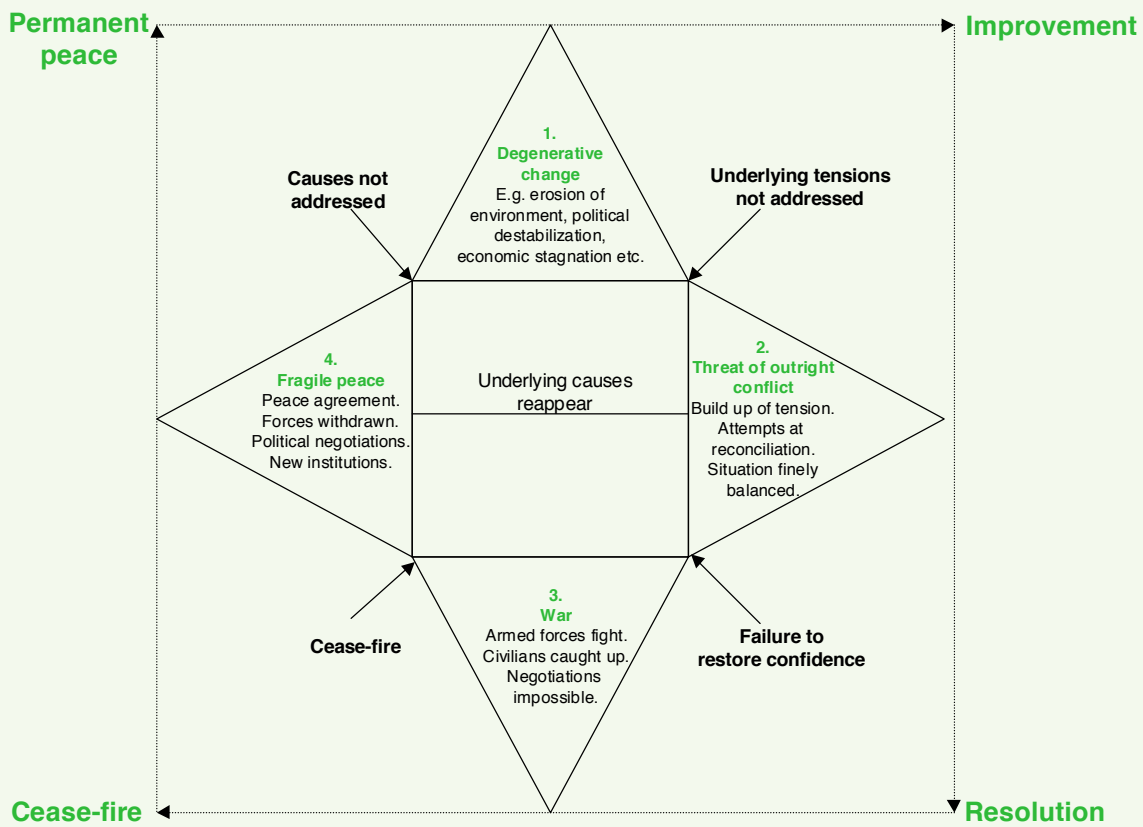 Permanent
peace
Improvement
1.
Degenerative
change
E.g. erosion of
environment, political
destabilization,
economic stagnation etc.
Causes not
addressed
Underlying tensions
not addressed
4.
Fragile peace
Peace agreement.
Forces withdrawn.
Political negotiations.
New institutions.
Underlying causes
reappear
2.
Threat of outright
conflict
Build up of tension.
Attempts at
reconciliation.
Situation finely
balanced.
3.
War
Armed forces fight.
Civilians caught up.
Negotiations
impossible.
Cease-fire
Failure to
restore confidence
Cease-fire
Resolution